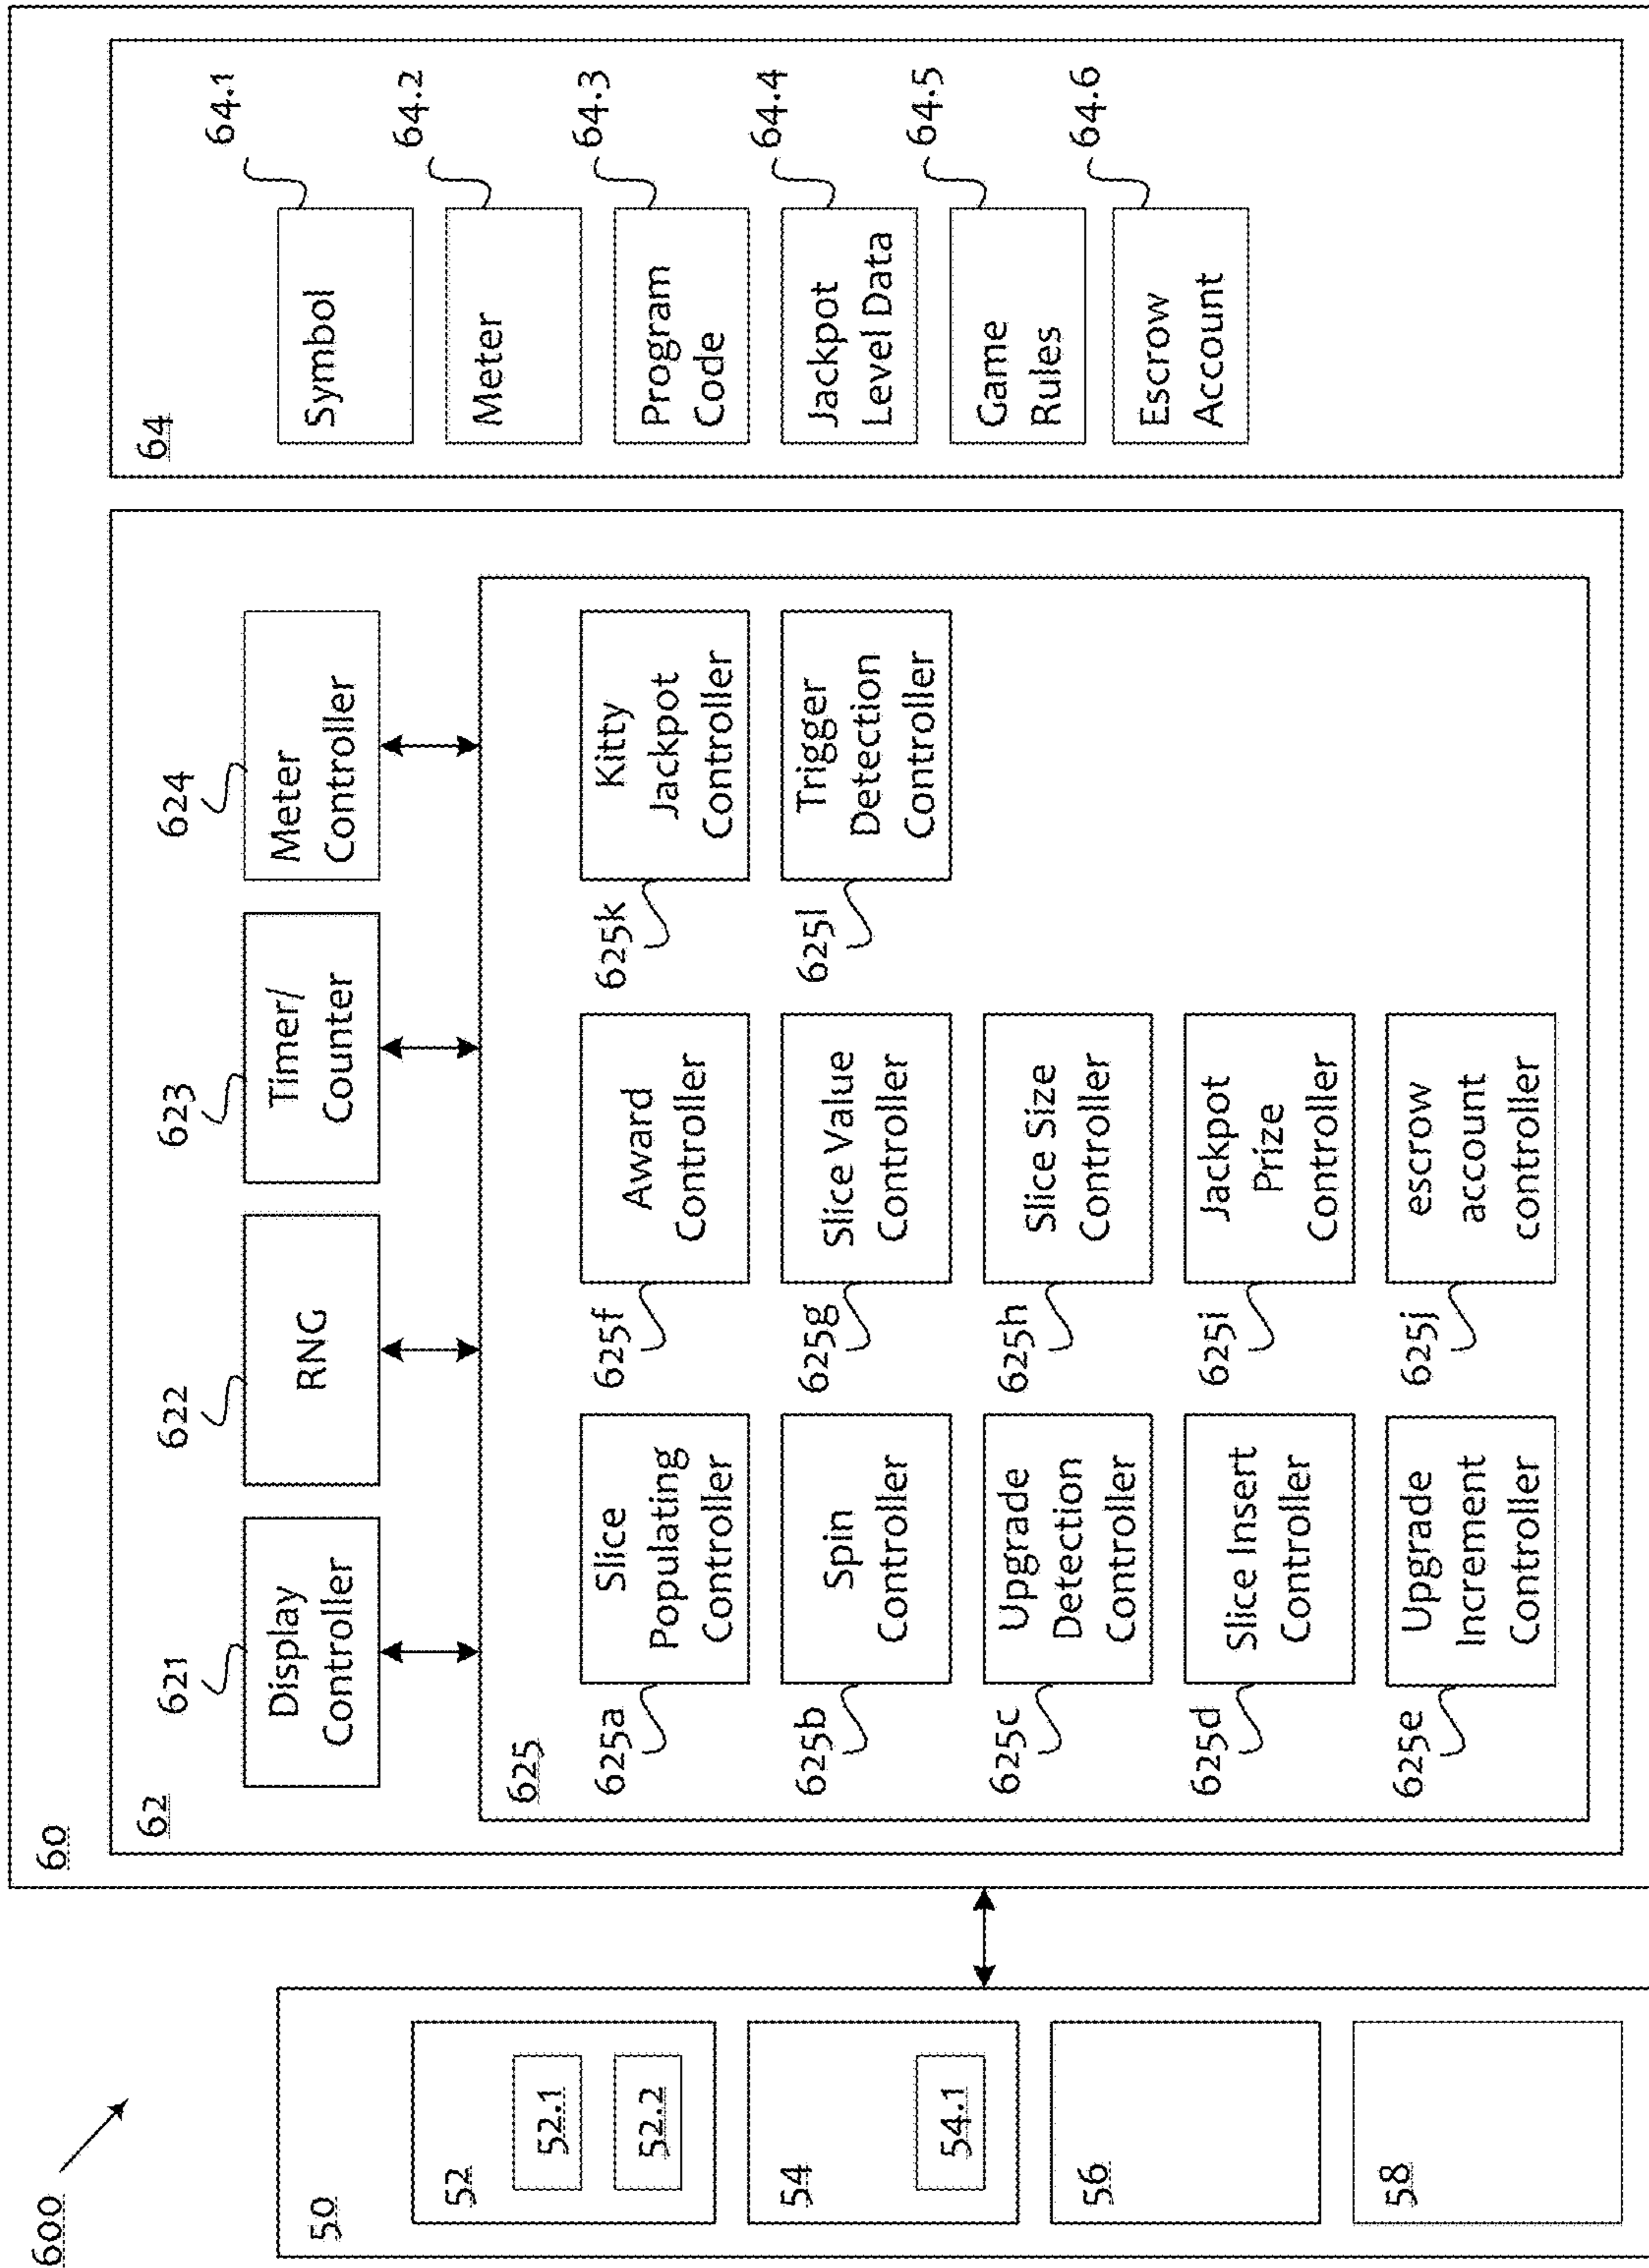 600
50
52
52.1
52.2
54
54.1
56
58
60
62
621
Display
Controller
622
RNG
623
Timer/
Counter
624
Meter
Controller
625
625a
Slice
Populating
Controller
625b
Spin
Controller
625c
Upgrade
Detection
Controller
625d
Slice Insert
Controller
625e
Upgrade
Increment
Controller
625f
Award
Controller
625g
Slice Value
Controller
625h
Slice Size
Controller
625i
Jackpot
Prize
Controller
625j
escrow
account
controller
625k
Kitty
Jackpot
Controller
625l
Trigger
Detection
Controller
64
Symbol
64.1
Meter
64.2
Program
Code
64.3
Jackpot
Level Data
64.4
Game
Rules
64.5
Escrow
Account
64.6